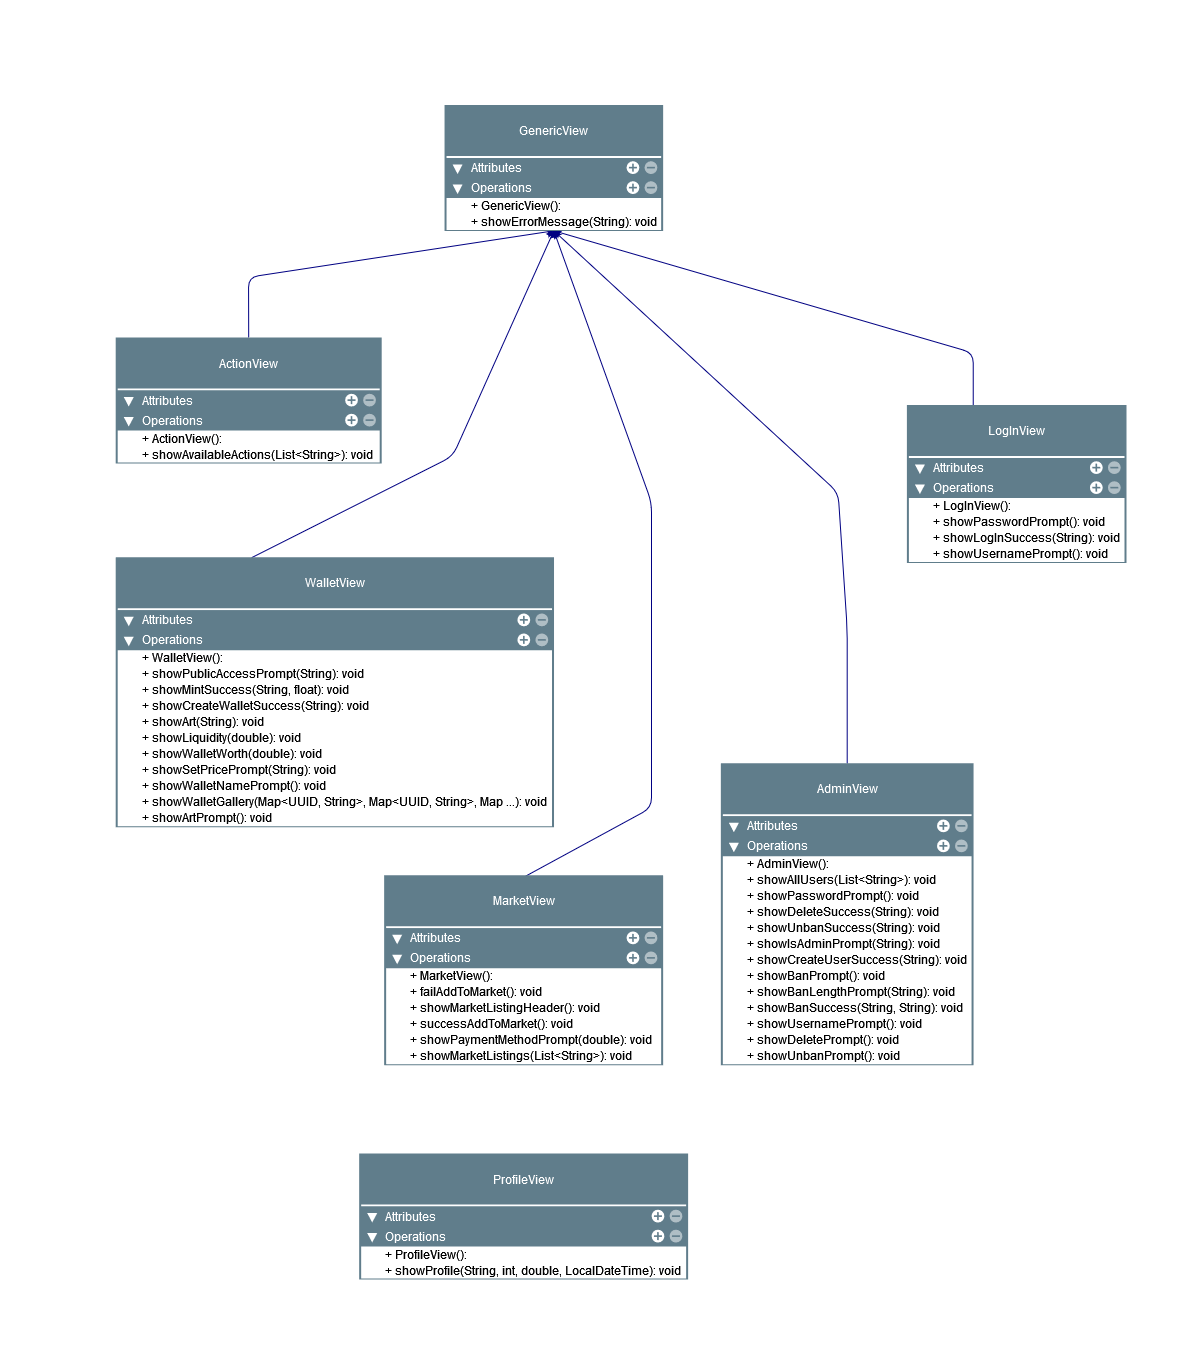 GenericView
Attributes
Operations
+ GenericView():
+ showErrorMessage(String): void
ActionView
Attributes
Operations
+ ActionView():
+ showAvailableActions(List<String>): void
LogInView
Attributes
Operations
+ LogInView():
+ showPasswordPrompt(): void
+ showLogInSuccess(String): void
+ showUsernamePrompt(): void
WalletView
Attributes
Operations
+ WalletView():
+ showPublicAccessPrompt(String): void
+ showMintSuccess(String, float): void
+ showCreateWalletSuccess(String): void
+ showArt(String): void
+ showLiquidity(double): void
+ showWalletWorth(double): void
+ showSetPricePrompt(String): void
+ showWalletNamePrompt(): void
+ showWalletGallery(Map<UUID, String>, Map<UUID, String>, Map ...): void
+ showArtPrompt(): void
AdminView
Attributes
Operations
+ AdminView():
+ showAllUsers(List<String>): void
+ showPasswordPrompt(): void
+ showDeleteSuccess(String): void
+ showUnbanSuccess(String): void
+ showIsAdminPrompt(String): void
+ showCreateUserSuccess(String): void
+ showBanPrompt(): void
+ showBanLengthPrompt(String): void
+ showBanSuccess(String, String): void
+ showUsernamePrompt(): void
+ showDeletePrompt(): void
+ showUnbanPrompt(): void
MarketView
Attributes
Operations
+ MarketView():
+ failAddToMarket(): void
+ showMarketListingHeader(): void
+ successAddToMarket(): void
+ showPaymentMethodPrompt(double): void
+ showMarketListings(List<String>): void
ProfileView
Attributes
Operations
+ ProfileView():
+ showProfile(String, int, double, LocalDateTime): void